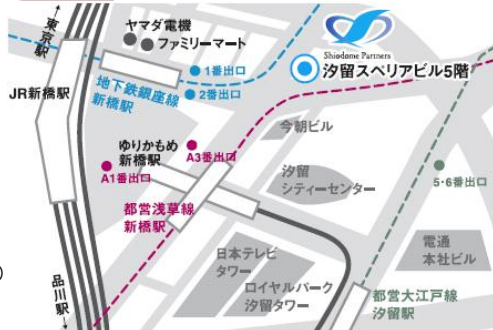 東京駅
ヤマダ電機
ファミリーマート
Shiodome Partners
汐留スペリアビル5階
1番出口
2番出口
地下鉄銀座線
新橋駅
JR新橋駅
今朝ビル
ゆりかもめ
新橋駅
A3番出口
A1番出口
汐留
シティーセンター
5・6番出口
都営浅草線
新橋駅
日本テレビ
タワー
電通
本社ビル
ロイヤルパーク
汐留タワー
都営大江戸線
汐留駅
品川駅
)